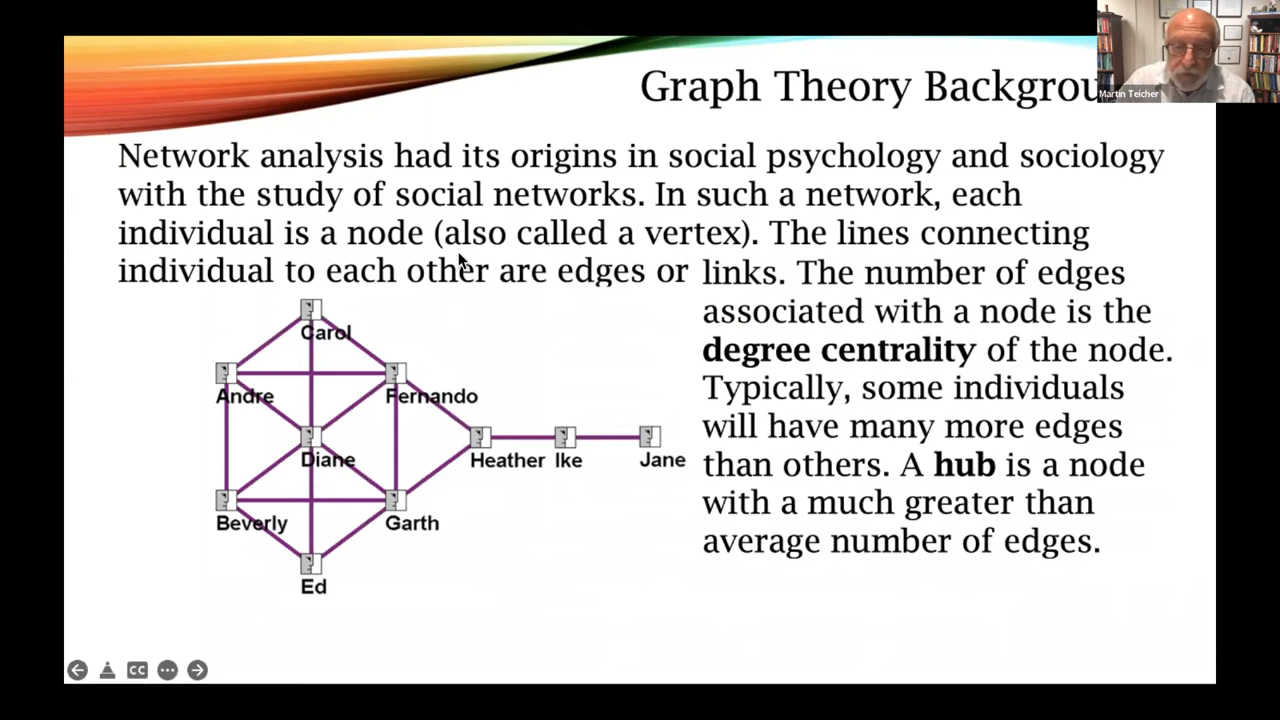 Graph Theory Backgrou
Martin Teicher
Network analysis had its origins in social psychology and sociology
with the study of social networks. In such a network, each
individual is a node (also called a vertex). The lines connecting
individual to each other are edges or links. The number of edges
associated with a node is the
degree centrality of the node.
Typically, some individuals
will have many more edges
than others. A hub is a node
with a much greater than
average number of edges.
Carol
Andre
Fernando
Diane
Heather
Ike
Jane
Beverly
Garth
Ed
CC